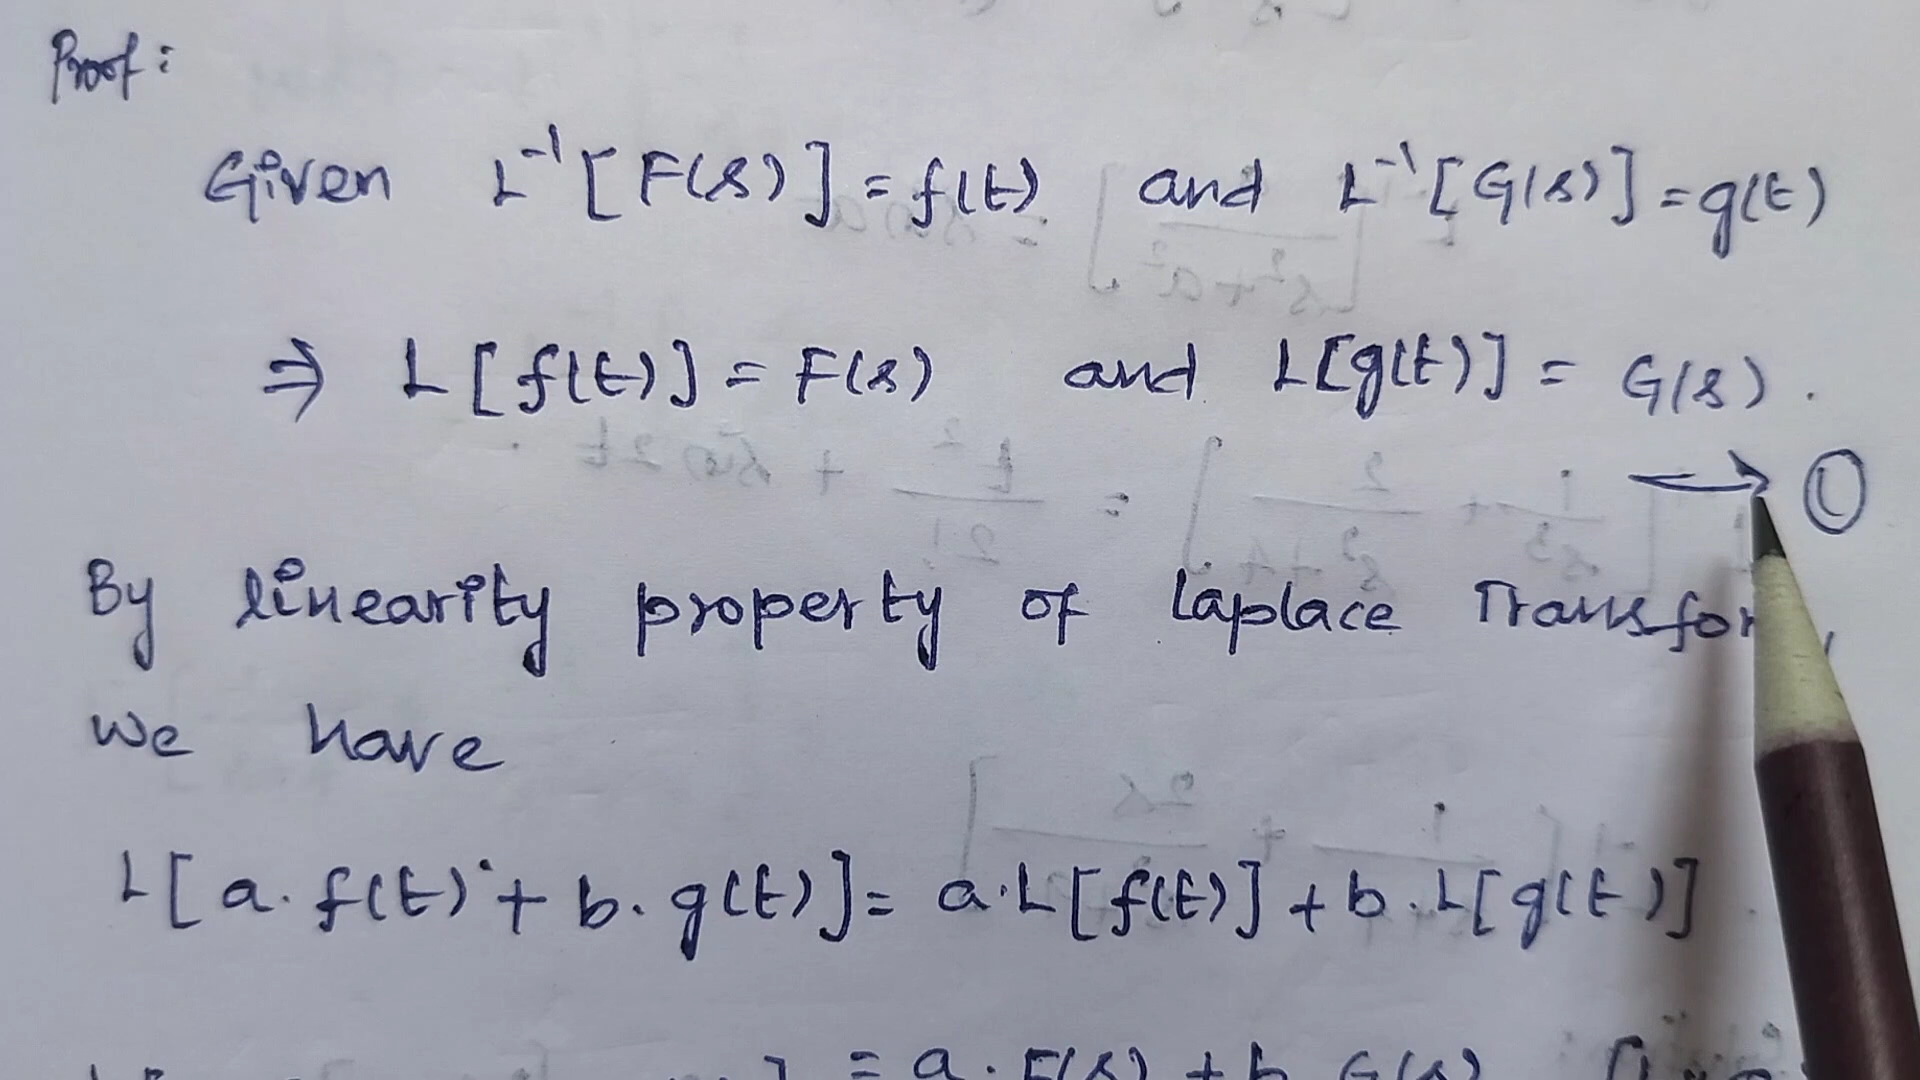 Proof:
Given L⁻¹[F(s)] = f(t) and L⁻¹[G(s)] = g(t)
⇒ L[f(t)] = F(s) and L[g(t)] = G(s).
→ ①
By linearity property of Laplace Transfor
we have
L[a.f(t) + b.g(t)] = a.L[f(t)] + b.L[g(t)]
= a.F(s) + b G(s)